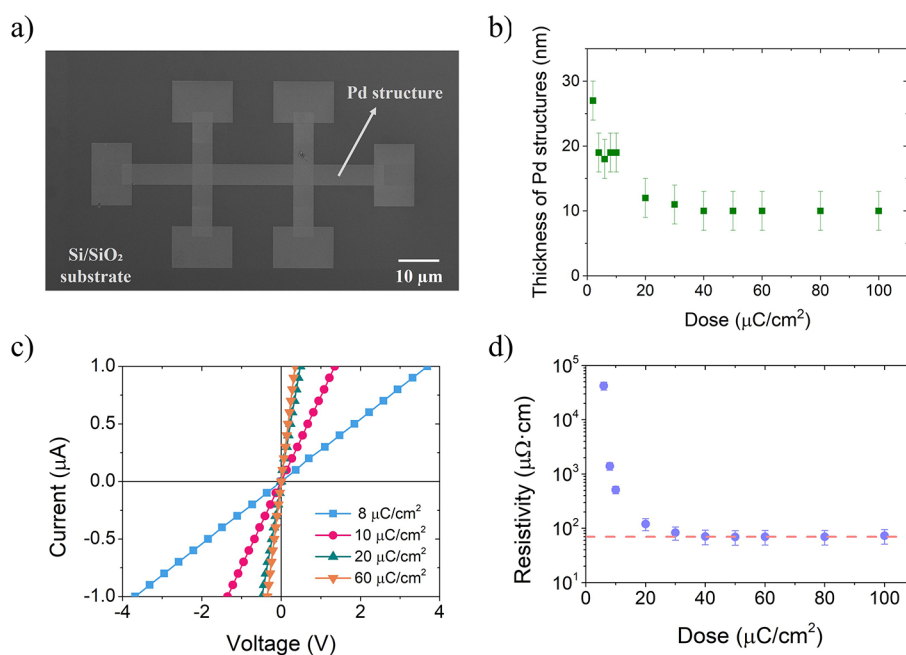 a)
Pd structure
Si/SiO₂
substrate
10 μm
b)
Thickness of Pd structures (nm)
30
20
10
0
0 20 40 60 80 100
Dose (μC/cm²)
c)
Current (μA)
1.0
0.5
0.0
-0.5
-1.0
8 μC/cm²
10 μC/cm²
20 μC/cm²
60 μC/cm²
-4 -2 0 2 4
Voltage (V)
d)
Resistivity (μΩ·cm)
10⁵
10⁴
10³
10²
10¹
0 20 40 60 80 100
Dose (μC/cm²)